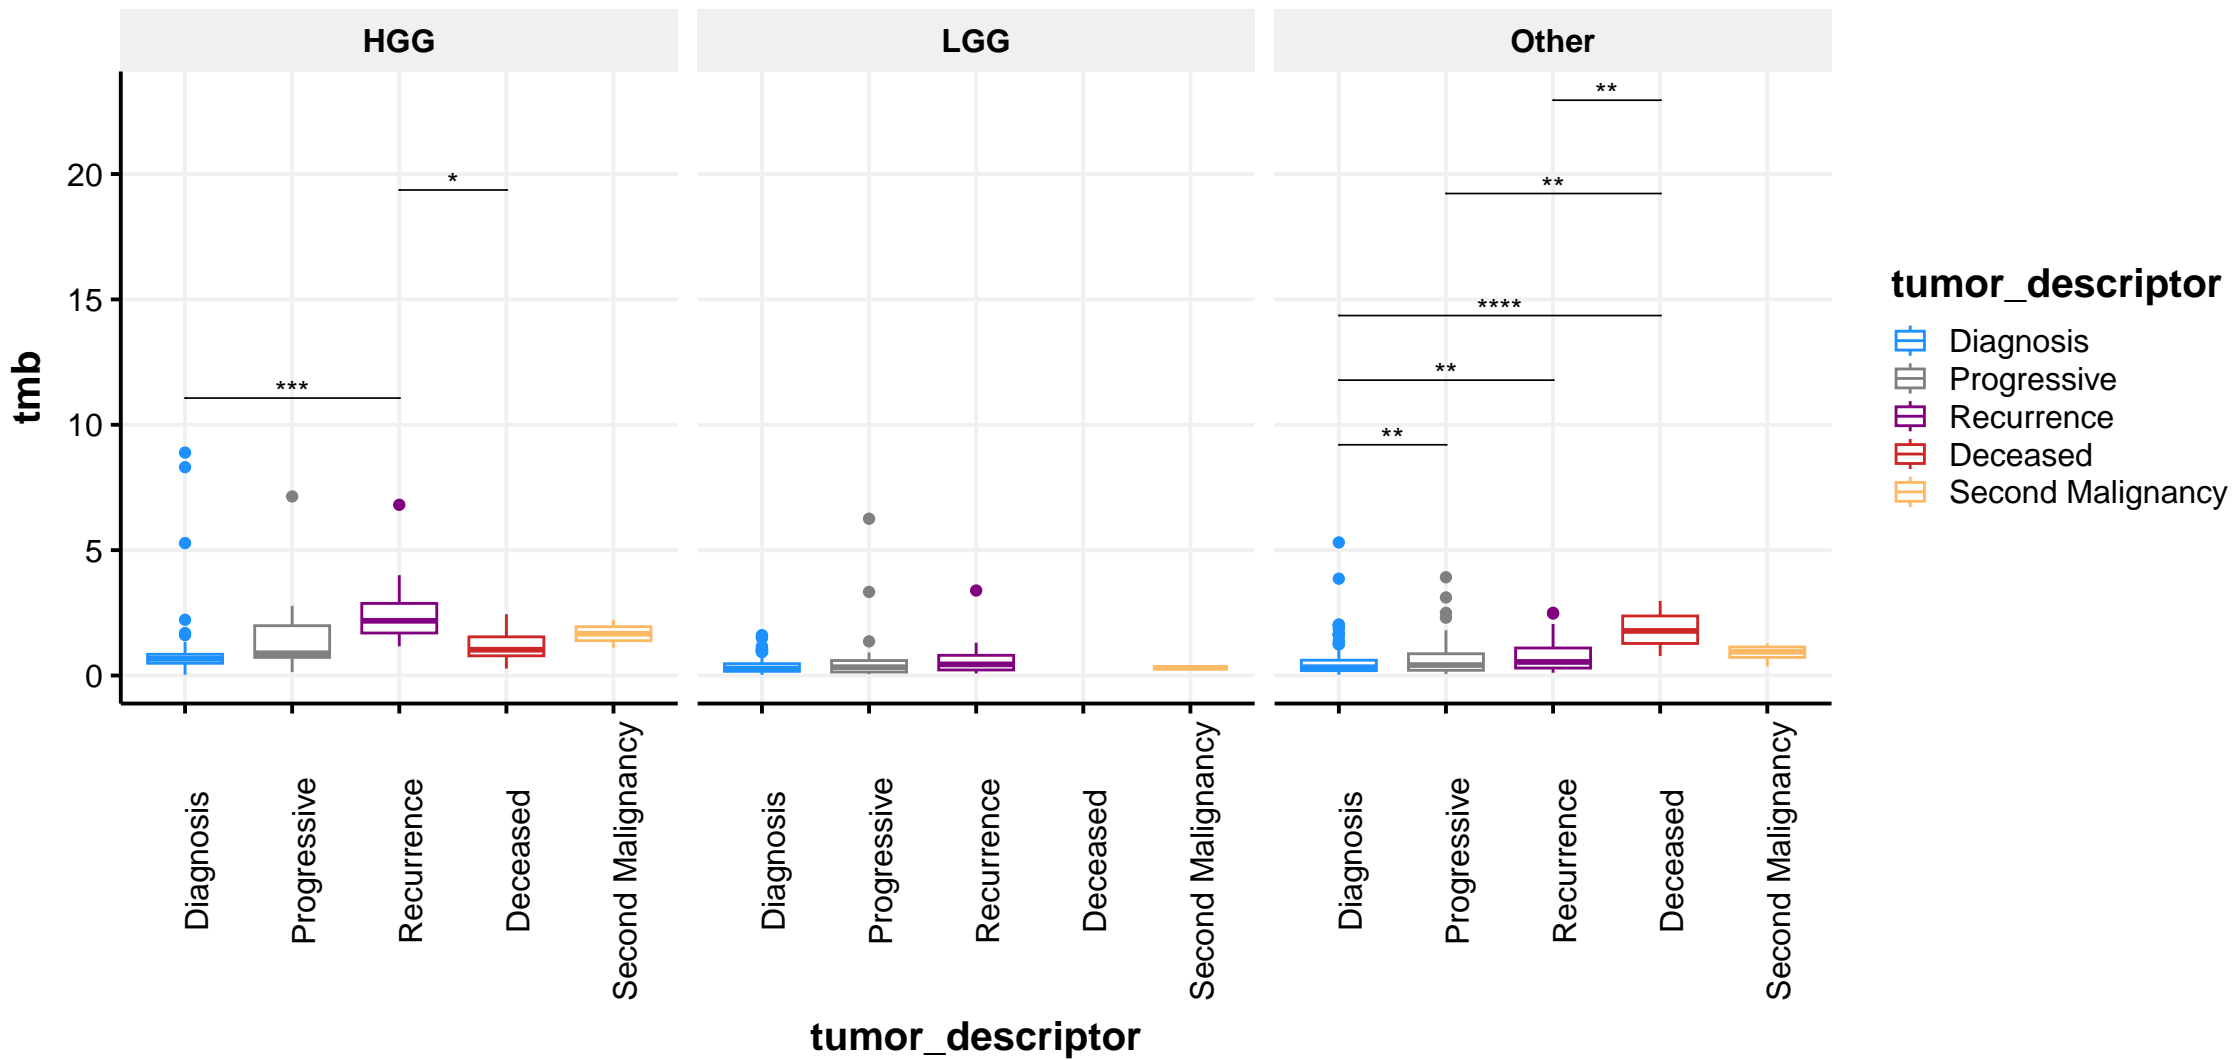 HGG
LGG
Other
tmb
20
15
10
5
0
*
***
**
**
****
**
**
Diagnosis
Progressive
Recurrence
Deceased
Second Malignancy
Diagnosis
Progressive
Recurrence
Deceased
Second Malignancy
Diagnosis
Progressive
Recurrence
Deceased
Second Malignancy
tumor_descriptor
tumor_descriptor
Diagnosis
Progressive
Recurrence
Deceased
Second Malignancy